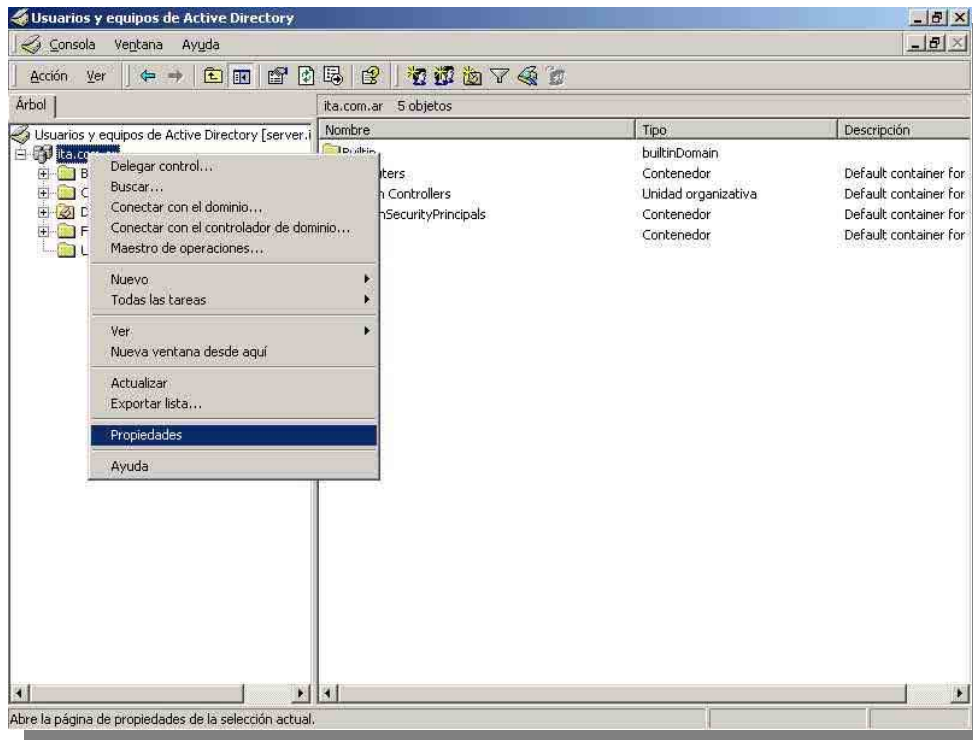 Usuarios y equipos de Active Directory
Consola Ventana Ayuda
Acción Ver
Árbol
ita.com.ar 5 objetos
Usuarios y equipos de Active Directory [server.i
Nombre Tipo Descripción
ita.co
Builtin builtinDomain
B
Delegar control...
ters Contenedor Default container for
C
Buscar...
n Controllers Unidad organizativa
Default container for
D
Conectar con el dominio...
nSecurityPrincipals Contenedor Default container for
F
Conectar con el controlador de dominio...
Contenedor Default container for
U
Maestro de operaciones...
Nuevo
Todas las tareas
Ver
Nueva ventana desde aquí
Actualizar
Exportar lista...
Propiedades
Ayuda
Abre la página de propiedades de la selección actual.